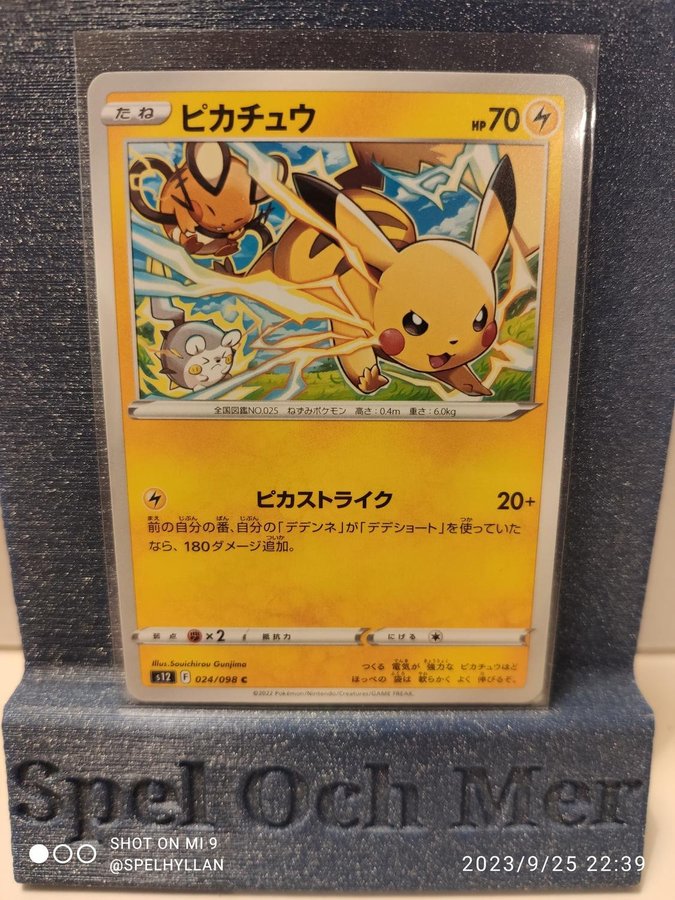 たね ピカチュウ HP 70
全国図鑑NO.025 ねずみポケモン 高さ:0.4m 重さ:6.0kg
ピカストライク 20+
前の自分の番、自分の「デデンネ」が「デデショート」を使っていた
なら、180ダメージ追加。
弱点 ×2 抵抗力 にげる
Illus. Souichirou Gunjima
つくる 電気が 強力な ピカチュウほど
ほっぺの 袋は 軟らかく よく 伸びるぞ。
s12 F 024/098 C
©2022 Pokémon/Nintendo/Creatures/GAME FREAK.
Spel Och Mer
SHOT ON MI 9
@SPELHYLLAN
2023/9/25 22:39